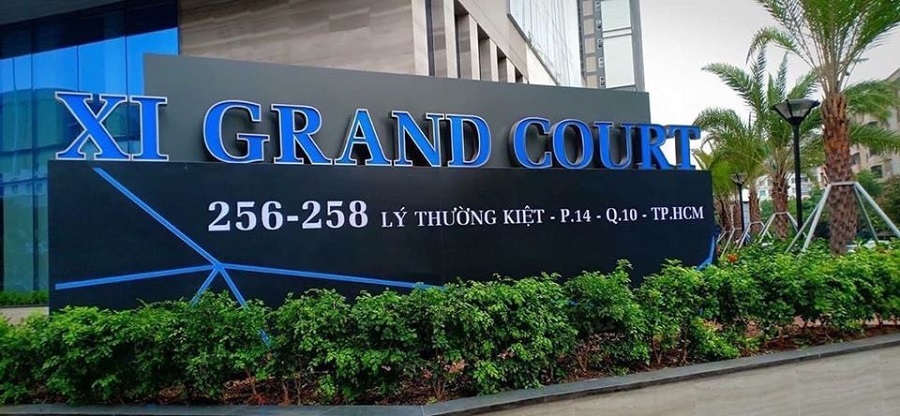 XI GRAND COURT
256-258 LÝ THƯỜNG KIỆT - P.14 - Q.10 - TP.HCM